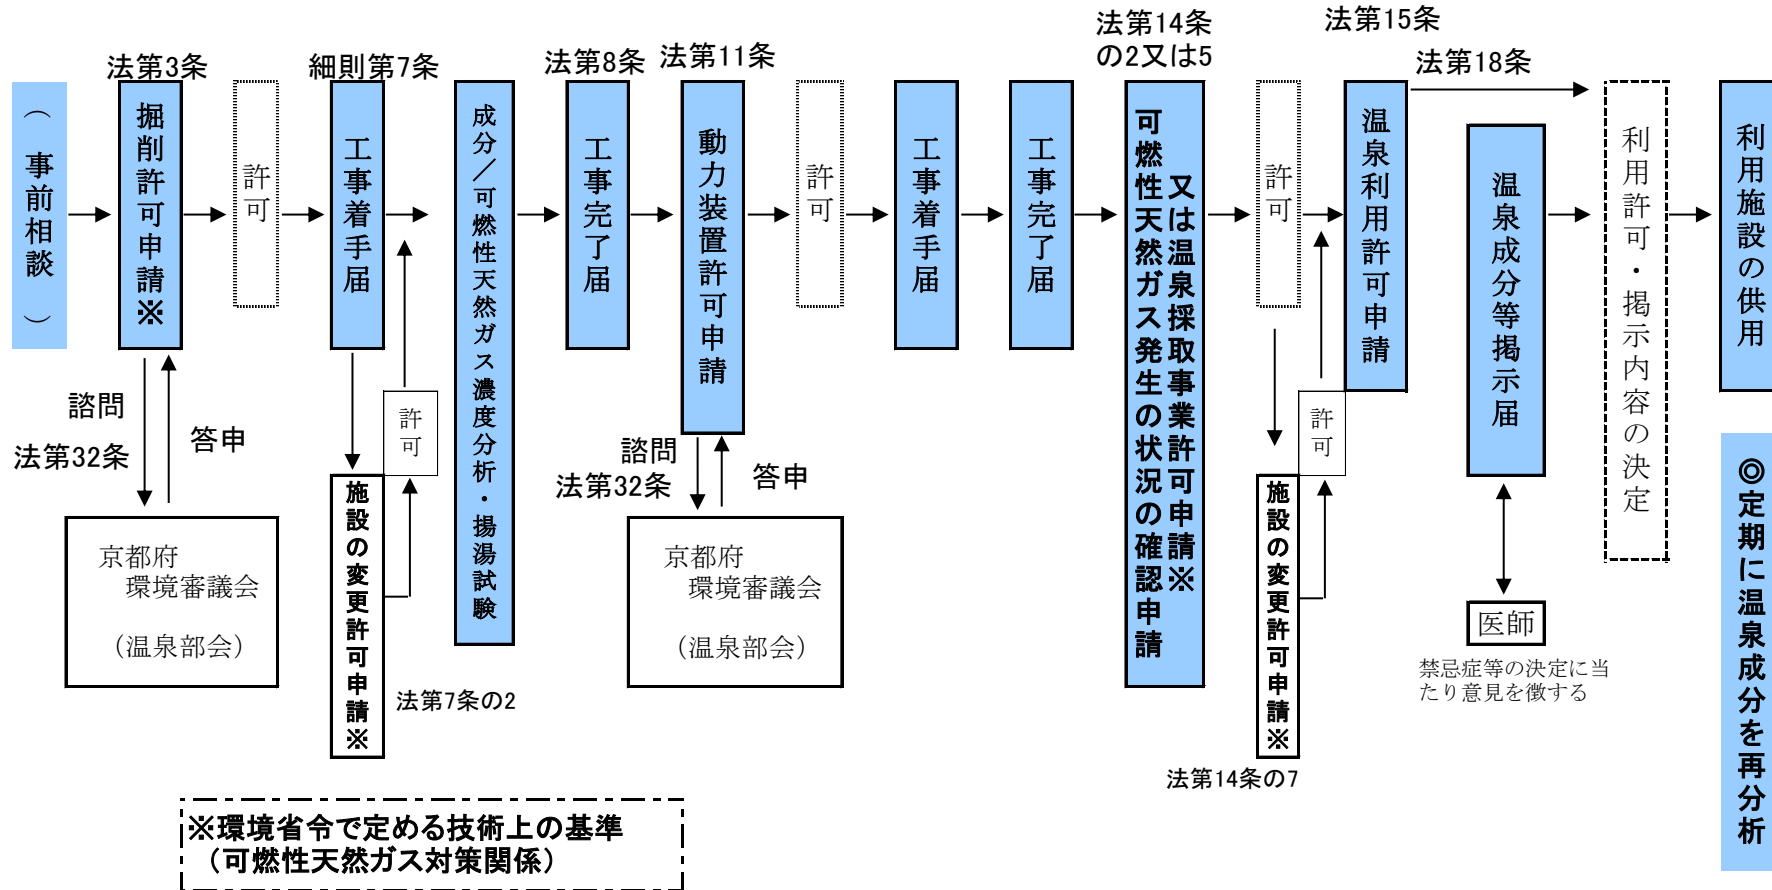 法第3条
細則第7条
法第8条
法第11条
法第14条
の2又は5
法第15条
法第18条
（事前相談）
掘削許可申請※
許可
工事着手届
成分／可燃性天然ガス濃度分析・揚湯試験
工事完了届
動力装置許可申請
許可
工事着手届
工事完了届
可燃性天然ガス発生の状況の確認申請
又は温泉採取事業許可申請※
許可
温泉利用許可申請
温泉成分等掲示届
利用許可・掲示内容の決定
利用施設の供用
諮問
答申
法第32条
京都府
環境審議会
（温泉部会）
許可
施設の変更許可申請※
法第7条の2
諮問
答申
法第32条
京都府
環境審議会
（温泉部会）
許可
施設の変更許可申請※
法第14条の7
医師
禁忌症等の決定に当
たり意見を徴する
◎定期に温泉成分を再分析
※環境省令で定める技術上の基準
（可燃性天然ガス対策関係）